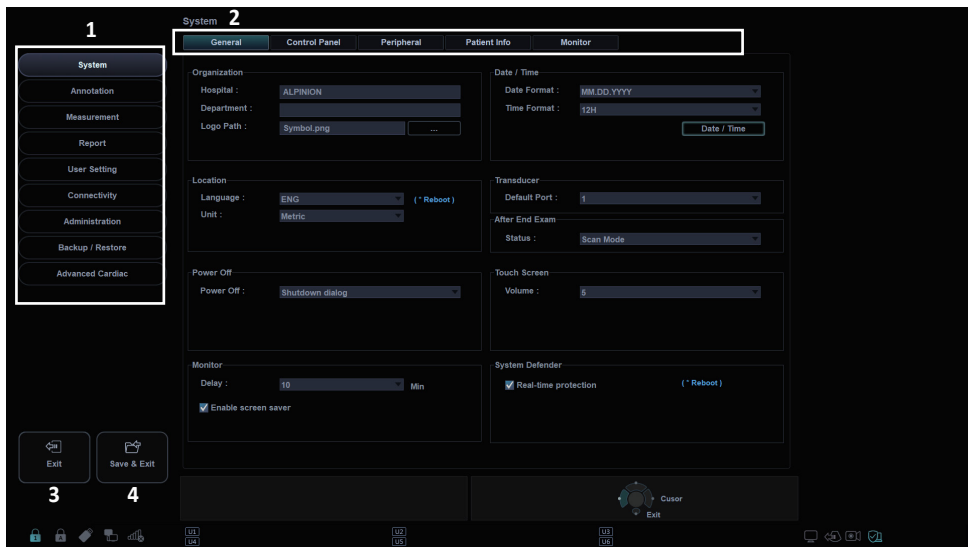 System 2
1
General Control Panel Peripheral Patient Info Monitor
System
Annotation
Measurement
Report
User Setting
Connectivity
Administration
Backup / Restore
Advanced Cardiac
Organization
Hospital : ALPINION
Department :
Logo Path : Symbol.png ...
Date / Time
Date Format : MM.DD.YYYY
Time Format : 12H
Date / Time
Location
Language : ENG ( * Reboot )
Unit : Metric
Transducer
Default Port : 1
After End Exam
Status : Scan Mode
Power Off
Power Off : Shutdown dialog
Touch Screen
Volume : 5
Monitor
Delay : 10 Min
Enable screen saver
System Defender
Real-time protection ( * Reboot )
Exit
Save & Exit
3 4
Cusor
Exit
U1 U2 U3
U4 U5 U6